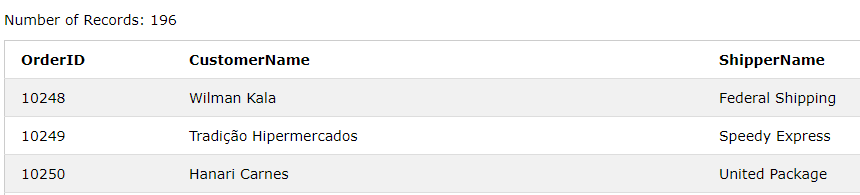 Number of Records: 196
OrderID CustomerName ShipperName
10248 Wilman Kala Federal Shipping
10249 Tradição Hipermercados Speedy Express
10250 Hanari Carnes United Package